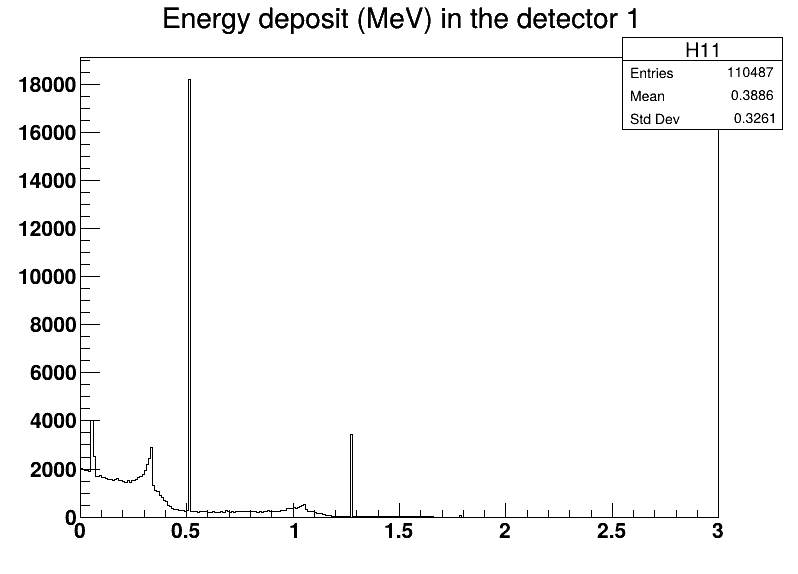 Energy deposit (MeV) in the detector 1
H11
Entries 110487
Mean 0.3886
Std Dev 0.3261
18000
16000
14000
12000
10000
8000
6000
4000
2000
0
0 0.5 1 1.5 2 2.5 3